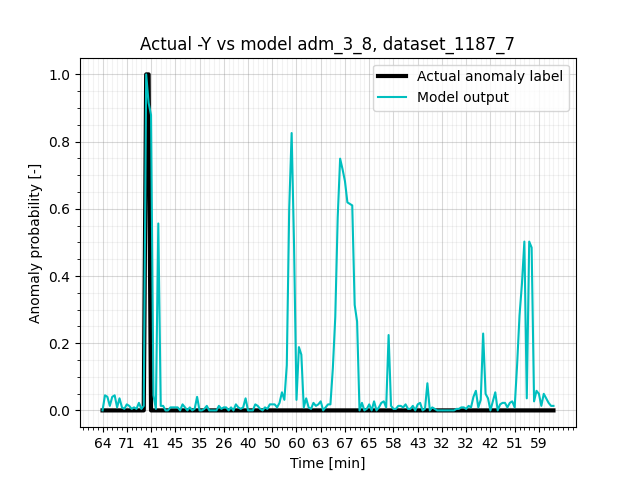 Actual -Y vs model adm_3_8, dataset_1187_7
Actual anomaly label
Model output
Anomaly probability [-]
1.0
0.8
0.6
0.4
0.2
0.0
64 71 41 45 35 26 40 50 60 63 67 65 58 43 32 32 42 51 59
Time [min]